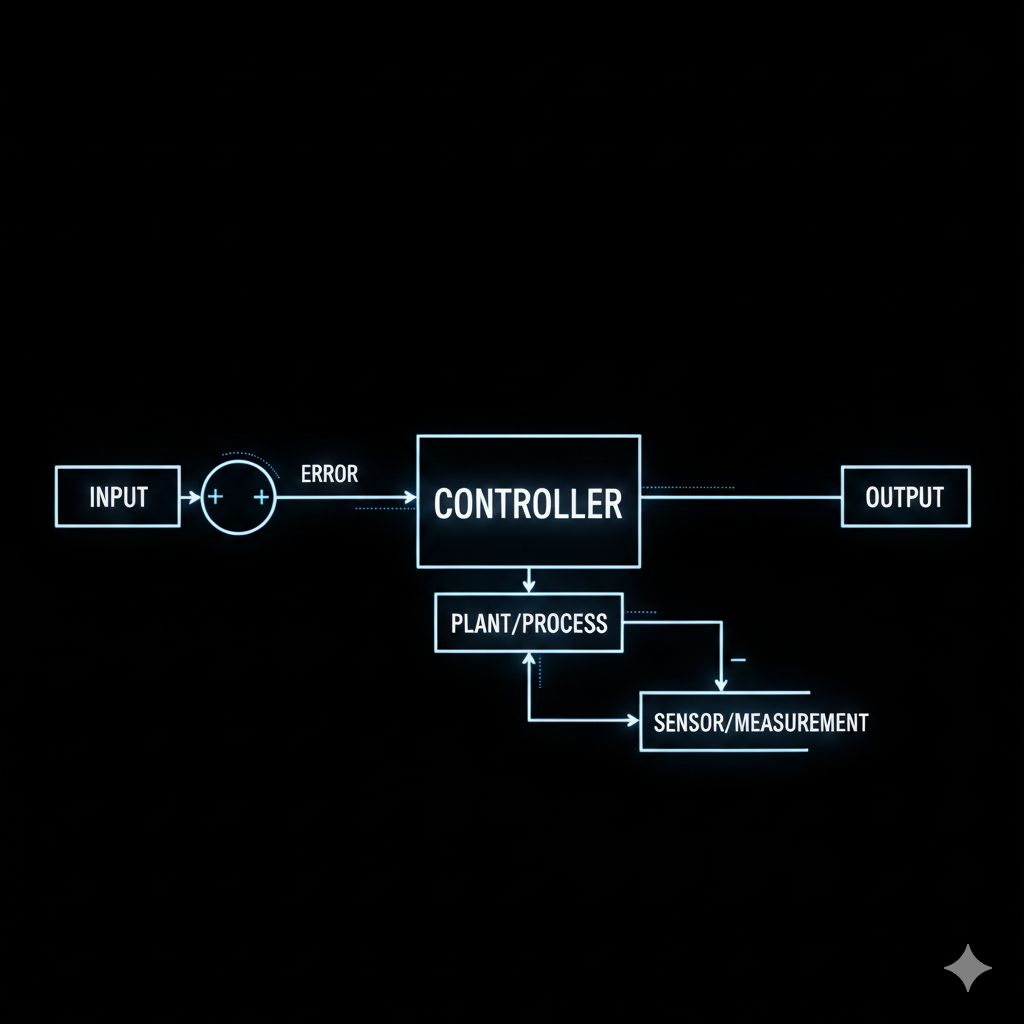 INPUT
+ +
ERROR
CONTROLLER
OUTPUT
PLANT/PROCESS
–
SENSOR/MEASUREMENT